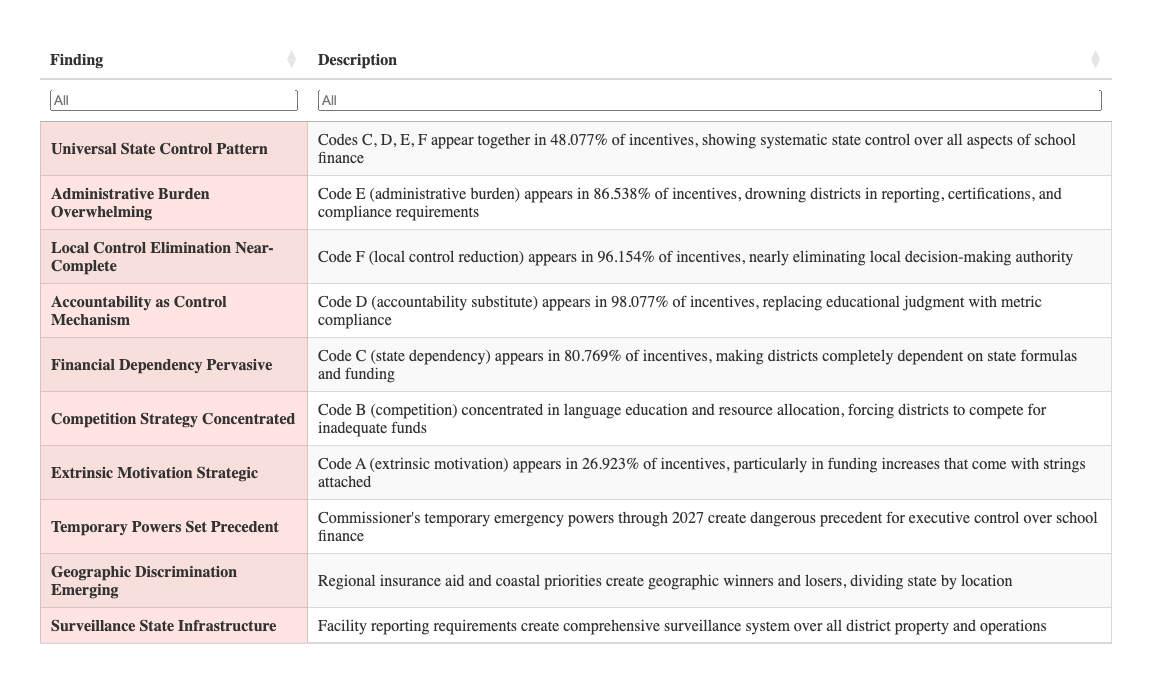 Finding
Description
All
All
Universal State Control Pattern
Codes C, D, E, F appear together in 48.077% of incentives, showing systematic state control over all aspects of school
finance
Administrative Burden
Overwhelming
Code E (administrative burden) appears in 86.538% of incentives, drowning districts in reporting, certifications, and
compliance requirements
Local Control Elimination Near-
Complete
Code F (local control reduction) appears in 96.154% of incentives, nearly eliminating local decision-making authority
Accountability as Control
Mechanism
Code D (accountability substitute) appears in 98.077% of incentives, replacing educational judgment with metric
compliance
Financial Dependency Pervasive
Code C (state dependency) appears in 80.769% of incentives, making districts completely dependent on state formulas
and funding
Competition Strategy Concentrated
Code B (competition) concentrated in language education and resource allocation, forcing districts to compete for
inadequate funds
Extrinsic Motivation Strategic
Code A (extrinsic motivation) appears in 26.923% of incentives, particularly in funding increases that come with strings
attached
Temporary Powers Set Precedent
Commissioner's temporary emergency powers through 2027 create dangerous precedent for executive control over school
finance
Geographic Discrimination
Emerging
Regional insurance aid and coastal priorities create geographic winners and losers, dividing state by location
Surveillance State Infrastructure
Facility reporting requirements create comprehensive surveillance system over all district property and operations